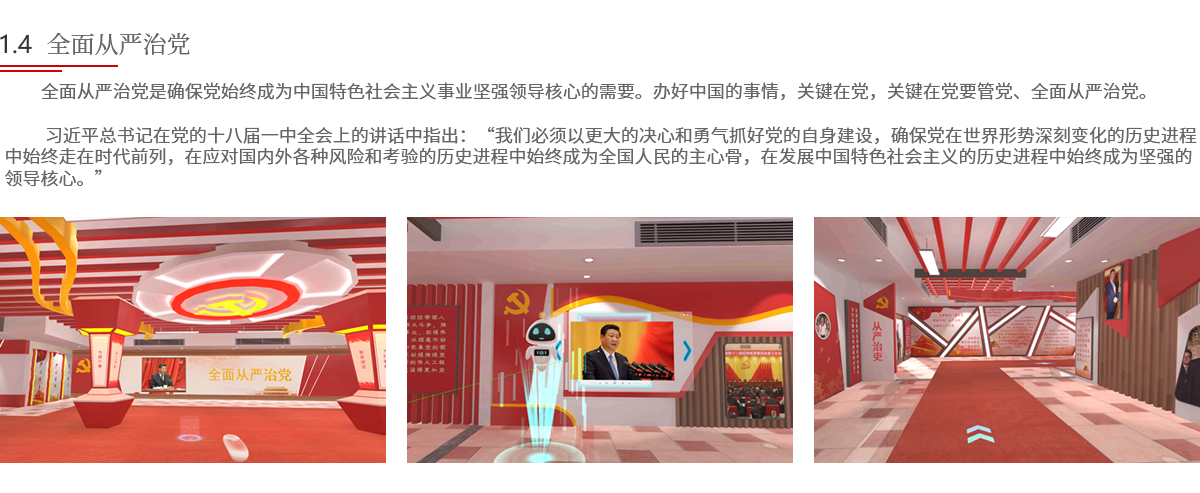 1.4 全面从严治党
全面从严治党是确保党始终成为中国特色社会主义事业坚强领导核心的需要。办好中国的事情，关键在党，关键在党要管党、全面从严治党。
习近平总书记在党的十八届一中全会上的讲话中指出：“我们必须以更大的决心和勇气抓好党的自身建设，确保党在世界形势深刻变化的历史进程
中始终走在时代前列，在应对国内外各种风险和考验的历史进程中始终成为全国人民的主心骨，在发展中国特色社会主义的历史进程中始终成为坚强的
领导核心。”
全面从严治党
从严治吏